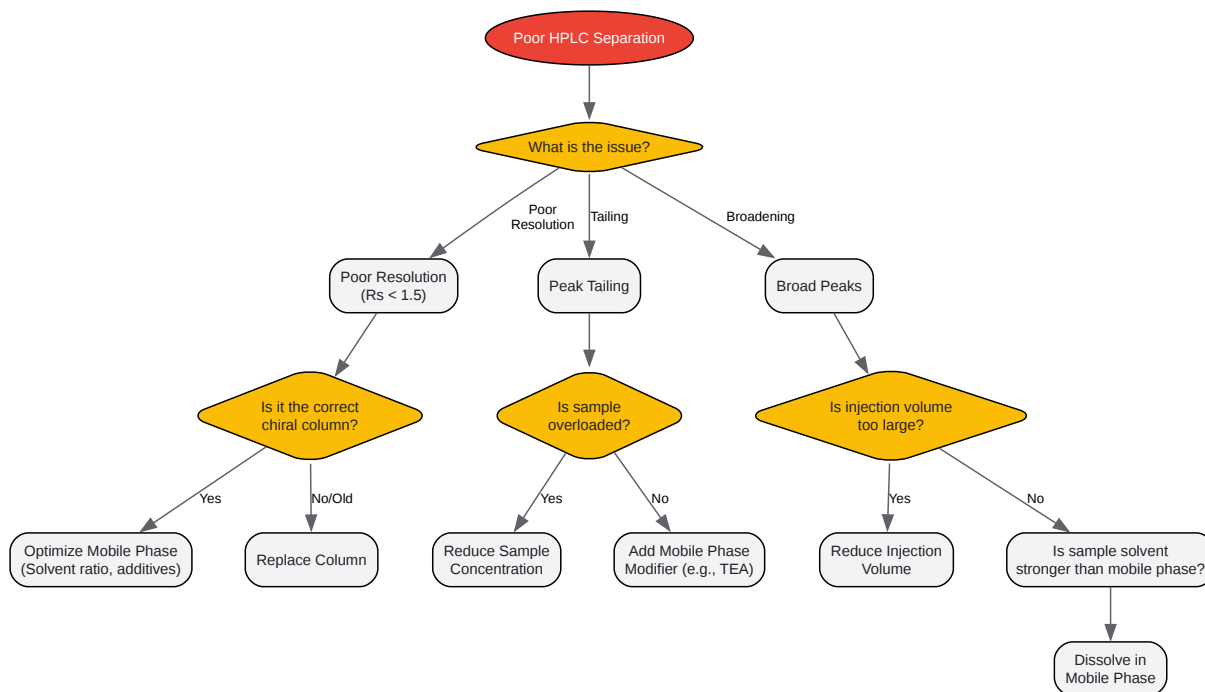 Poor HPLC Separation
What is the issue?
Poor
Resolution
Tailing
Broadening
Poor Resolution
(Rs < 1.5)
Peak Tailing
Broad Peaks
Is it the correct
chiral column?
Is sample
overloaded?
Is injection volume
too large?
Yes
No/Old
Yes
No
Yes
No
Optimize Mobile Phase
(Solvent ratio, additives)
Replace Column
Reduce Sample
Concentration
Add Mobile Phase
Modifier (e.g., TEA)
Reduce Injection
Volume
Is sample solvent
stronger than mobile phase?
Dissolve in
Mobile Phase